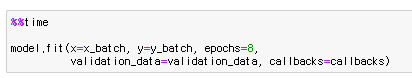 %%time
model.fit(x=x_batch, y=y_batch, epochs=8,
validation_data=validation_data, callbacks=callbacks)